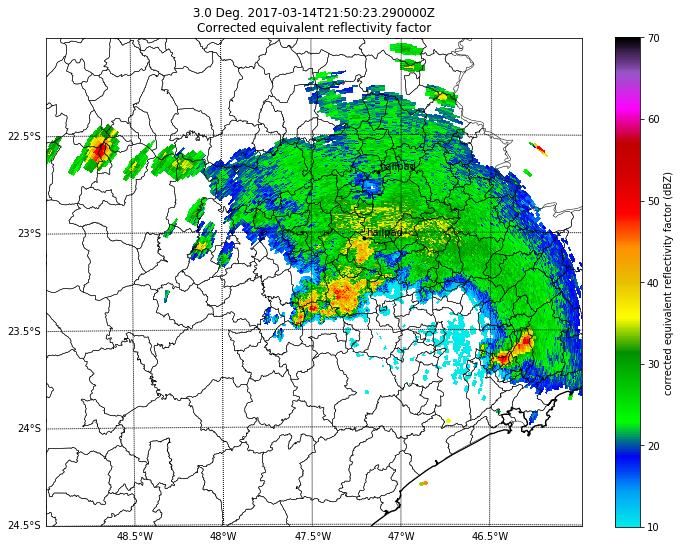 3.0 Deg. 2017-03-14T21:50:23.290000Z
Corrected equivalent reflectivity factor
70
60
22.5°S
hailpad
50
23°S
hailpad
40
23.5°S
30
24°S
20
24.5°S
10
48.5°W 48°W 47.5°W 47°W 46.5°W
corrected equivalent reflectivity factor (dBZ)